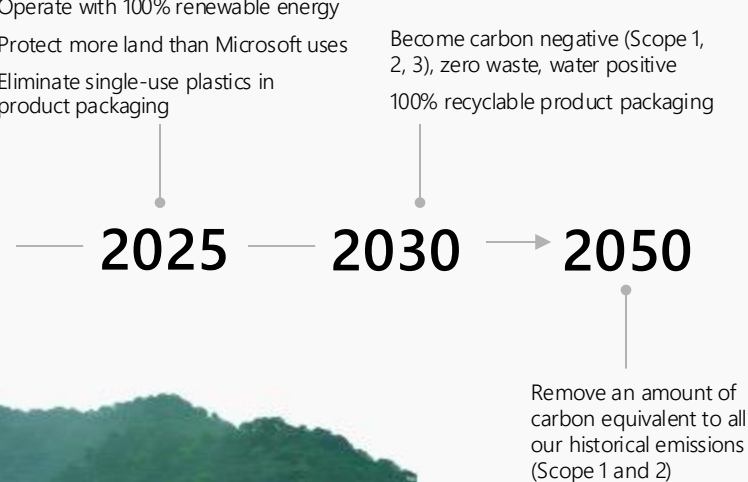 Operate with 100% renewable energy
Protect more land than Microsoft uses
Eliminate single-use plastics in
product packaging
Become carbon negative (Scope 1,
2, 3), zero waste, water positive
100% recyclable product packaging
2025
2030
2050
Remove an amount of
carbon equivalent to all
our historical emissions
(Scope 1 and 2)